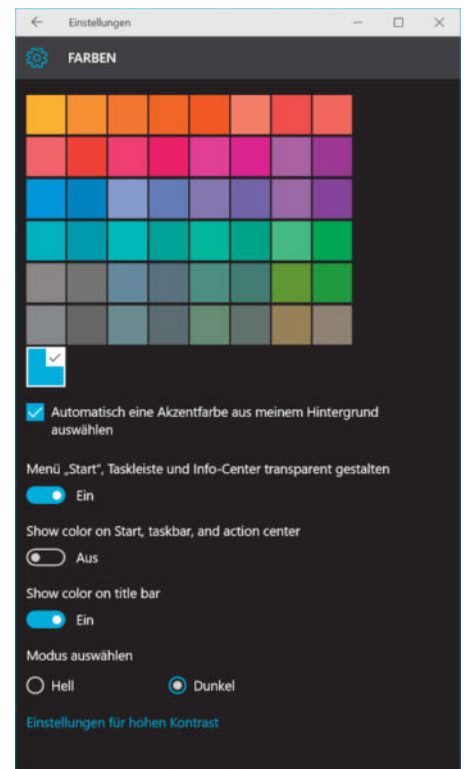 Einstellungen
FARBEN
Automatisch eine Akzentfarbe aus meinem Hintergrund
auswählen
Menü „Start“, Taskleiste und Info-Center transparent gestalten
Ein
Show color on Start, taskbar, and action center
Aus
Show color on title bar
Ein
Modus auswählen
Hell Dunkel
Einstellungen für hohen Kontrast